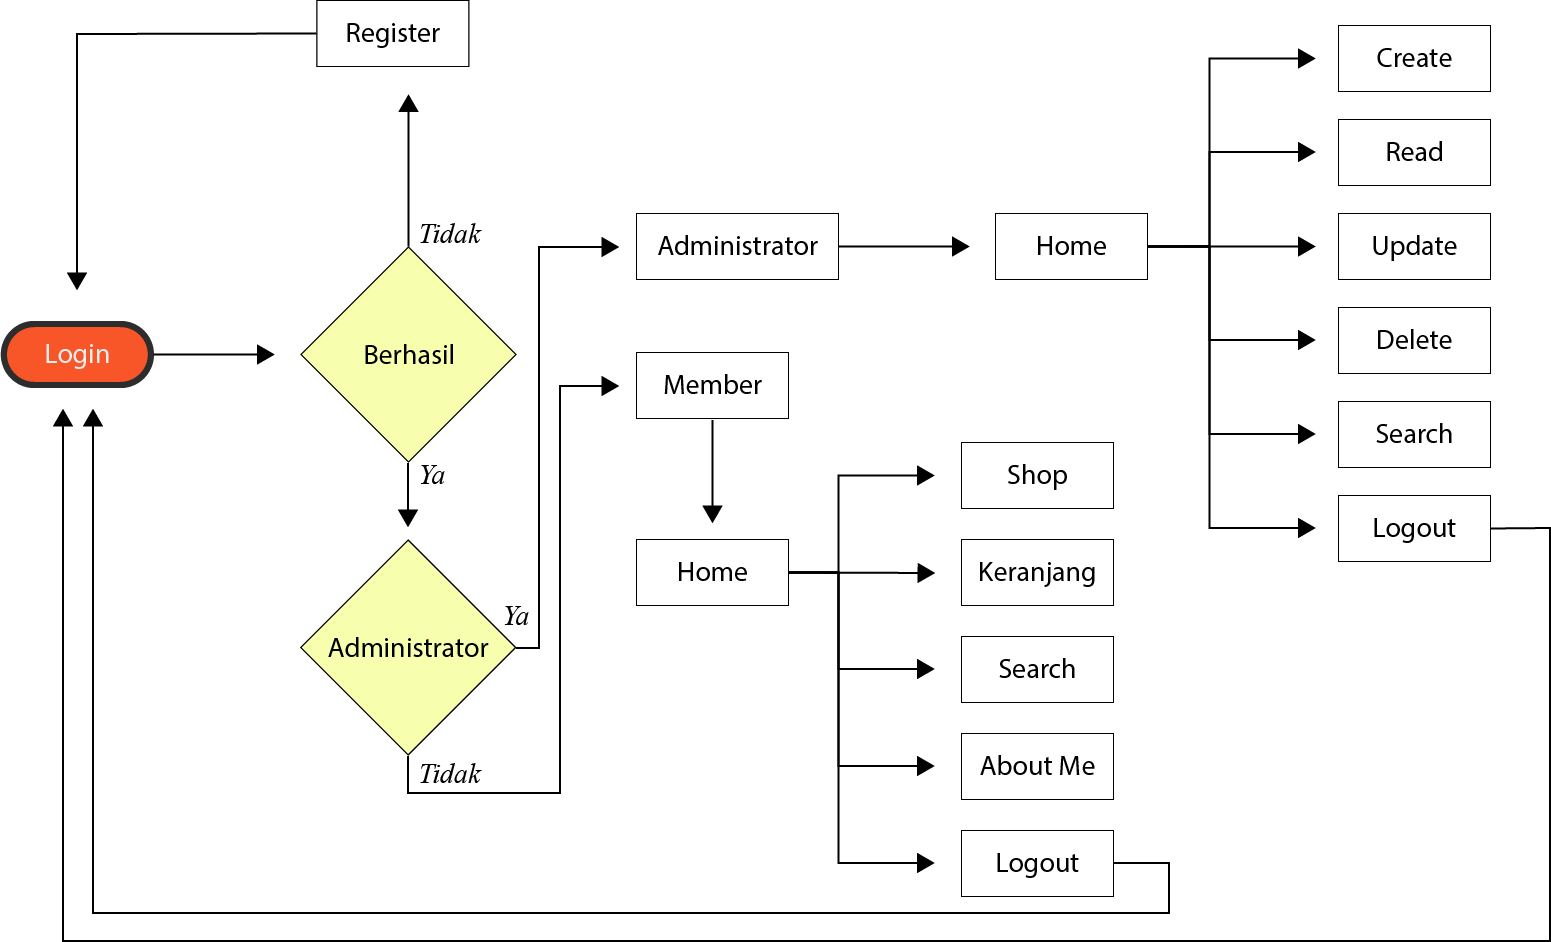 Register
Create
Read
Tidak
Administrator
Home
Update
Login
Berhasil
Delete
Member
Search
Ya
Shop
Logout
Home
Keranjang
Ya
Administrator
Search
Tidak
About Me
Logout